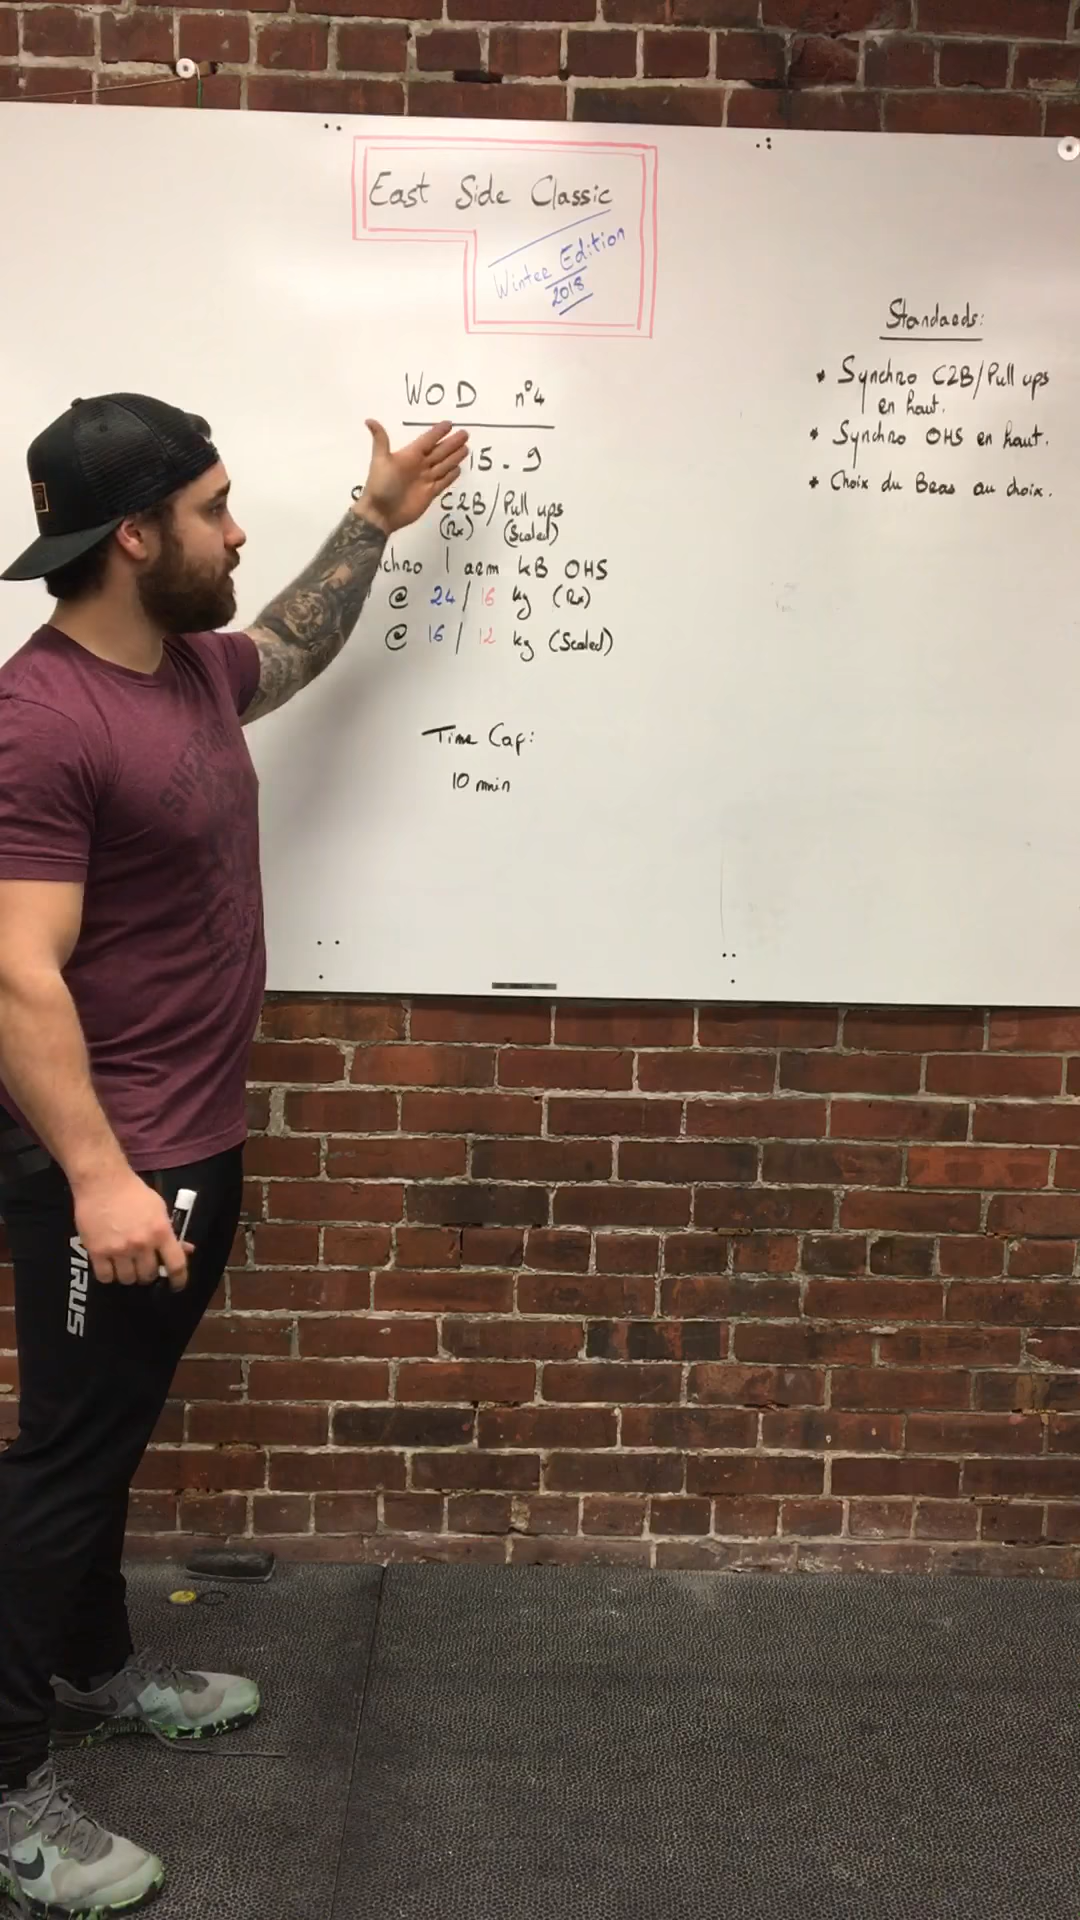 East Side Classic
Winter Edition
2018
WOD n°4
15.9
C2B/Pull ups
(Rx) (Scaled)
1 arm kB OHS
@ 24/16 kg (Rx)
@ 16/12 kg (Scaled)
Time Cap:
10 min
Standards:
* Synchro C2B/Pull ups
en haut.
* Synchro OHS en haut.
* Choix du Bras au choix.
VIRUS